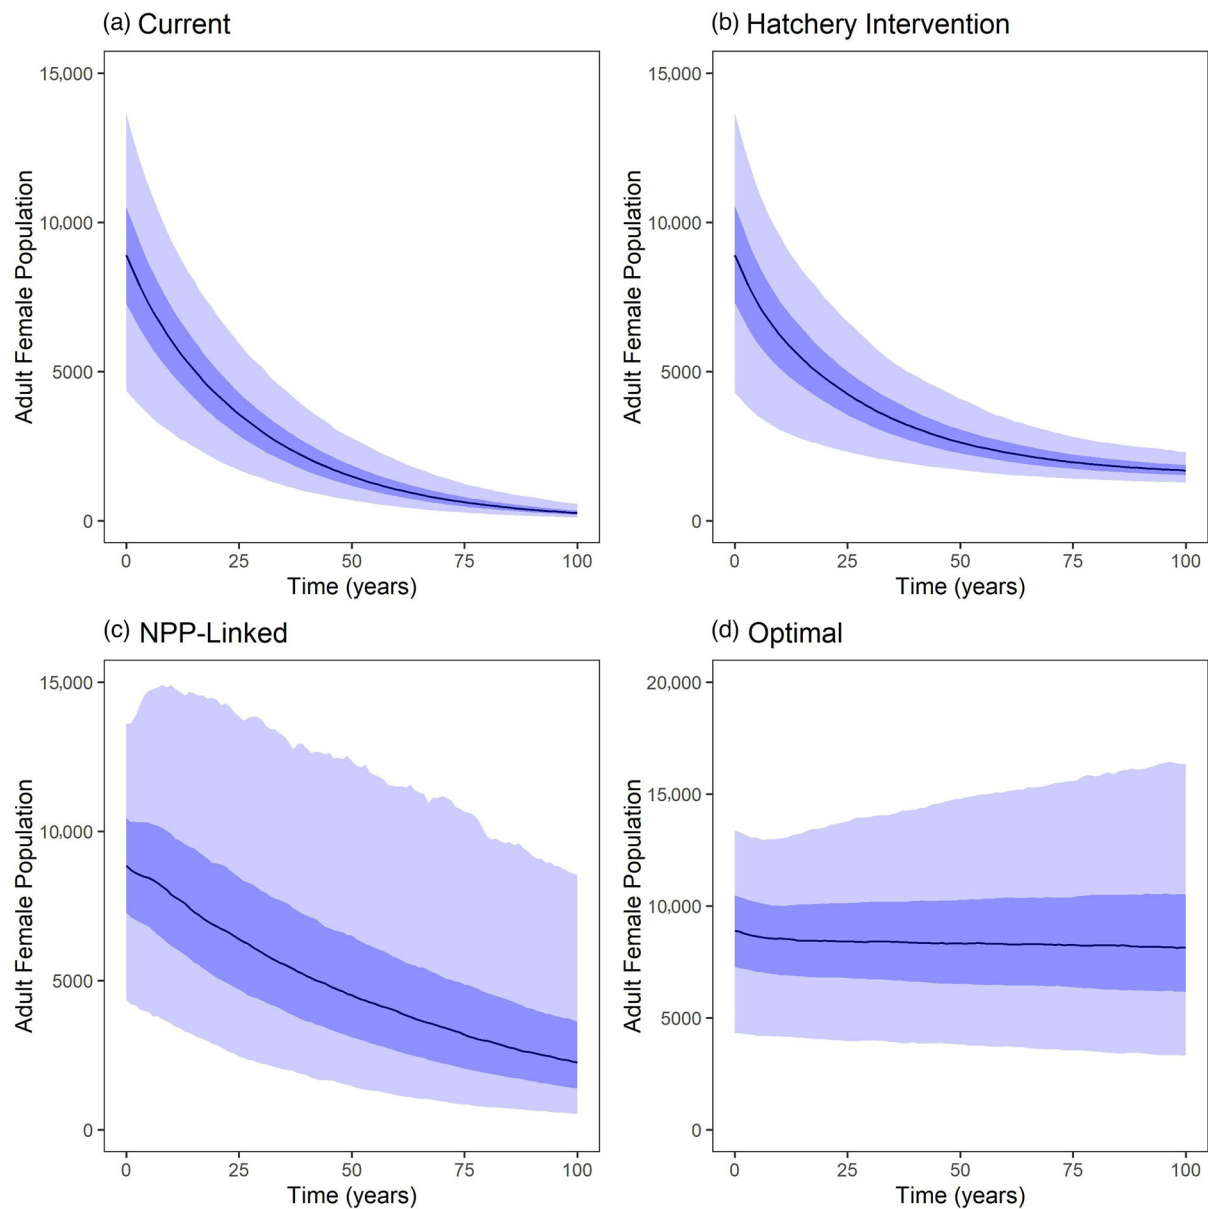 (a) Current
15,000
10,000
5000
0
Adult Female Population
0 25 50 75 100
Time (years)
(b) Hatchery Intervention
15,000
10,000
5000
0
Adult Female Population
0 25 50 75 100
Time (years)
(c) NPP-Linked
15,000
10,000
5000
0
Adult Female Population
0 25 50 75 100
Time (years)
(d) Optimal
20,000
15,000
10,000
5000
0
Adult Female Population
0 25 50 75 100
Time (years)